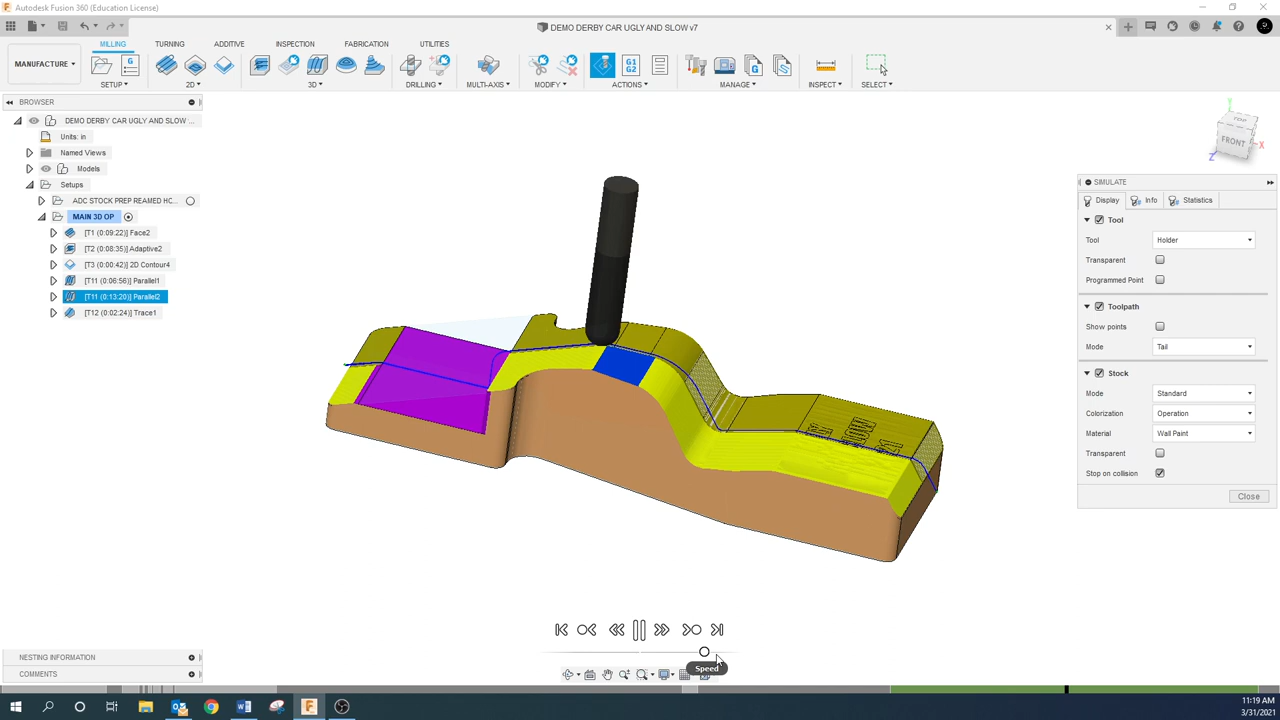 Autodesk Fusion 360 (Education License)
DEMO DERBY CAR UGLY AND SLOW v7
MANUFACTURE
MILLING TURNING ADDITIVE INSPECTION FABRICATION UTILITIES
G1
G2
SETUP 2D 3D DRILLING MULTI-AXIS MODIFY ACTIONS MANAGE INSPECT SELECT
BROWSER
DEMO DERBY CAR UGLY AND SLOW ...
Units: in
Named Views
Models
Setups
ADC STOCK PREP REAMED HC...
MAIN 3D OP
[T1 (0:09:22)] Face2
[T2 (0:08:35)] Adaptive2
[T3 (0:00:42)] 2D Contour4
[T11 (0:06:56)] Parallel1
[T11 (0:13:20)] Parallel2
[T12 (0:02:24)] Trace1
TOP
FRONT
Y
X
Z
SIMULATE
Display Info Statistics
Tool
Tool Holder
Transparent
Programmed Point
Toolpath
Show points
Mode Tail
Stock
Mode Standard
Colorization Operation
Material Wall Paint
Transparent
Stop on collision
Close
Speed
NESTING INFORMATION
COMMENTS
11:19 AM
3/31/2021